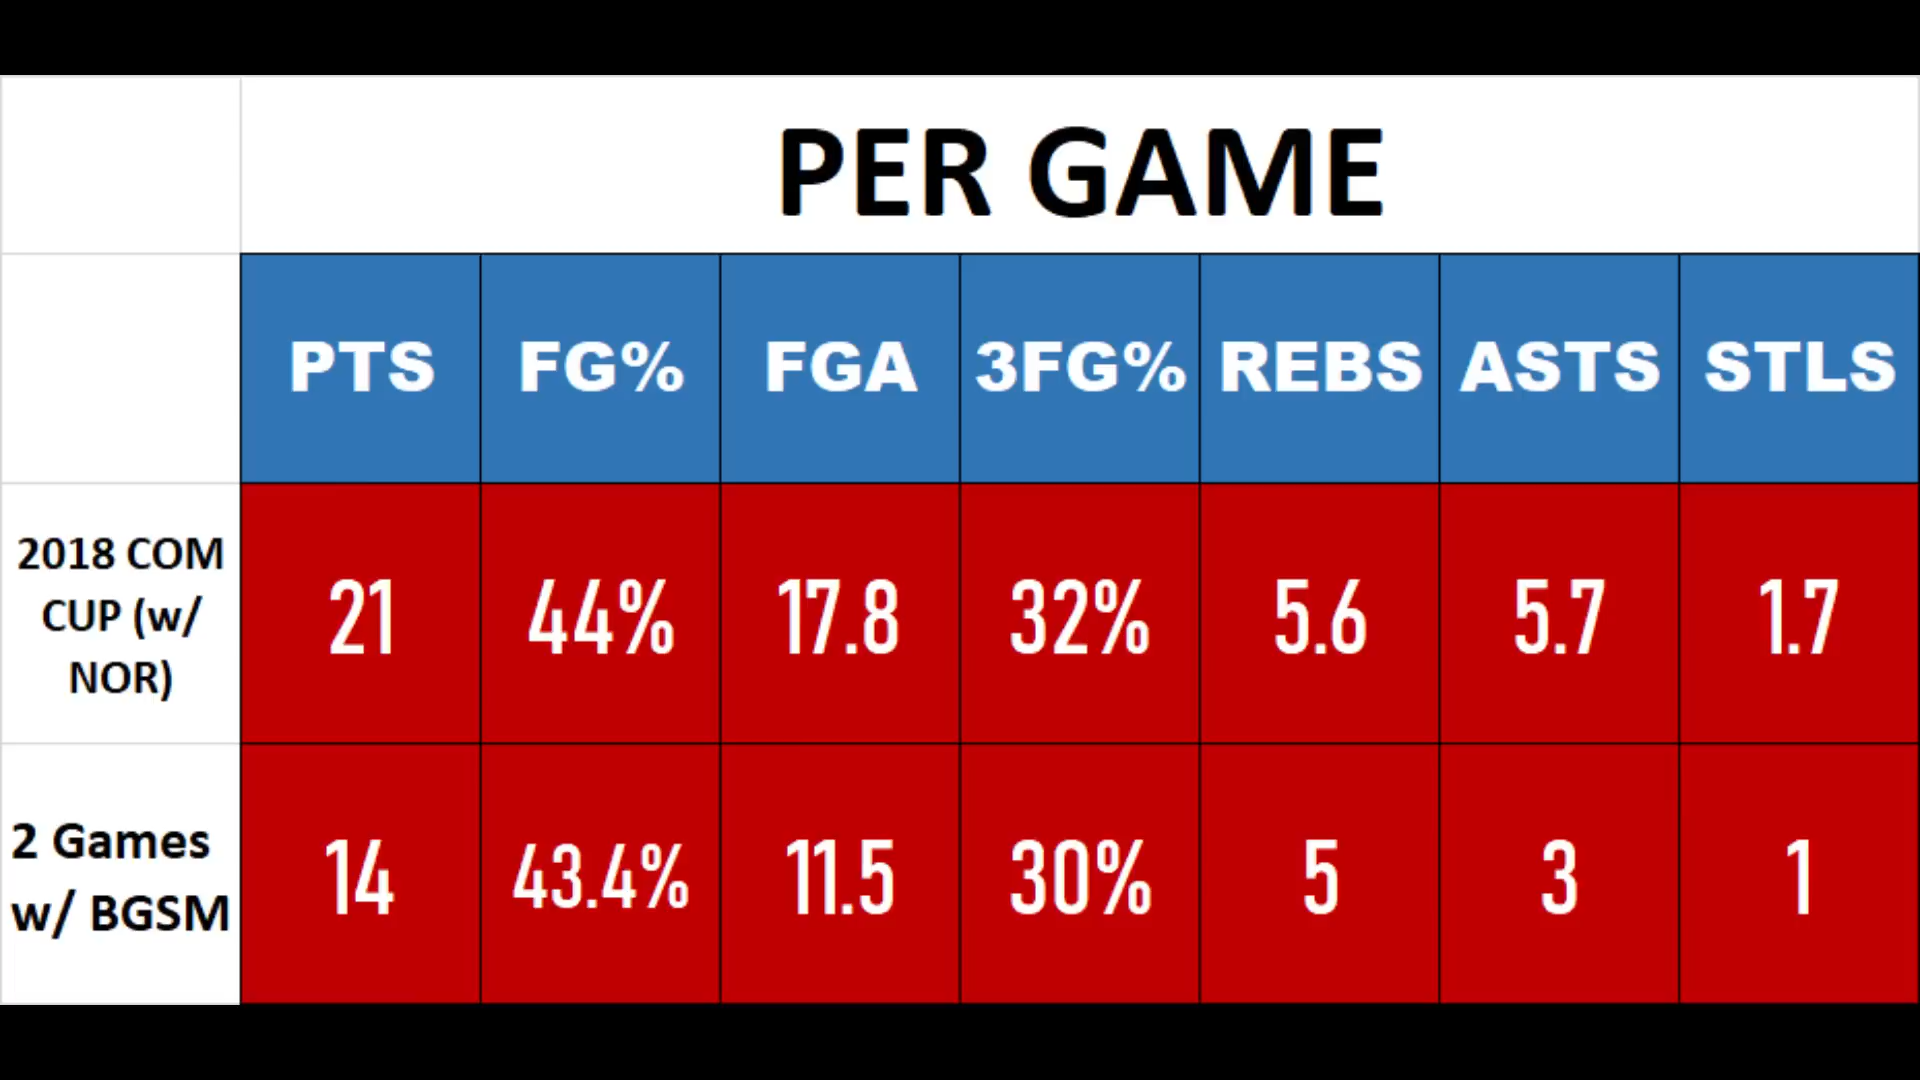 PER GAME
PTS FG% FGA 3FG% REBS ASTS STLS
2018 COM
CUP (w/
NOR)
21 44% 17.8 32% 5.6 5.7 1.7
2 Games
w/ BGSM
14 43.4% 11.5 30% 5 3 1